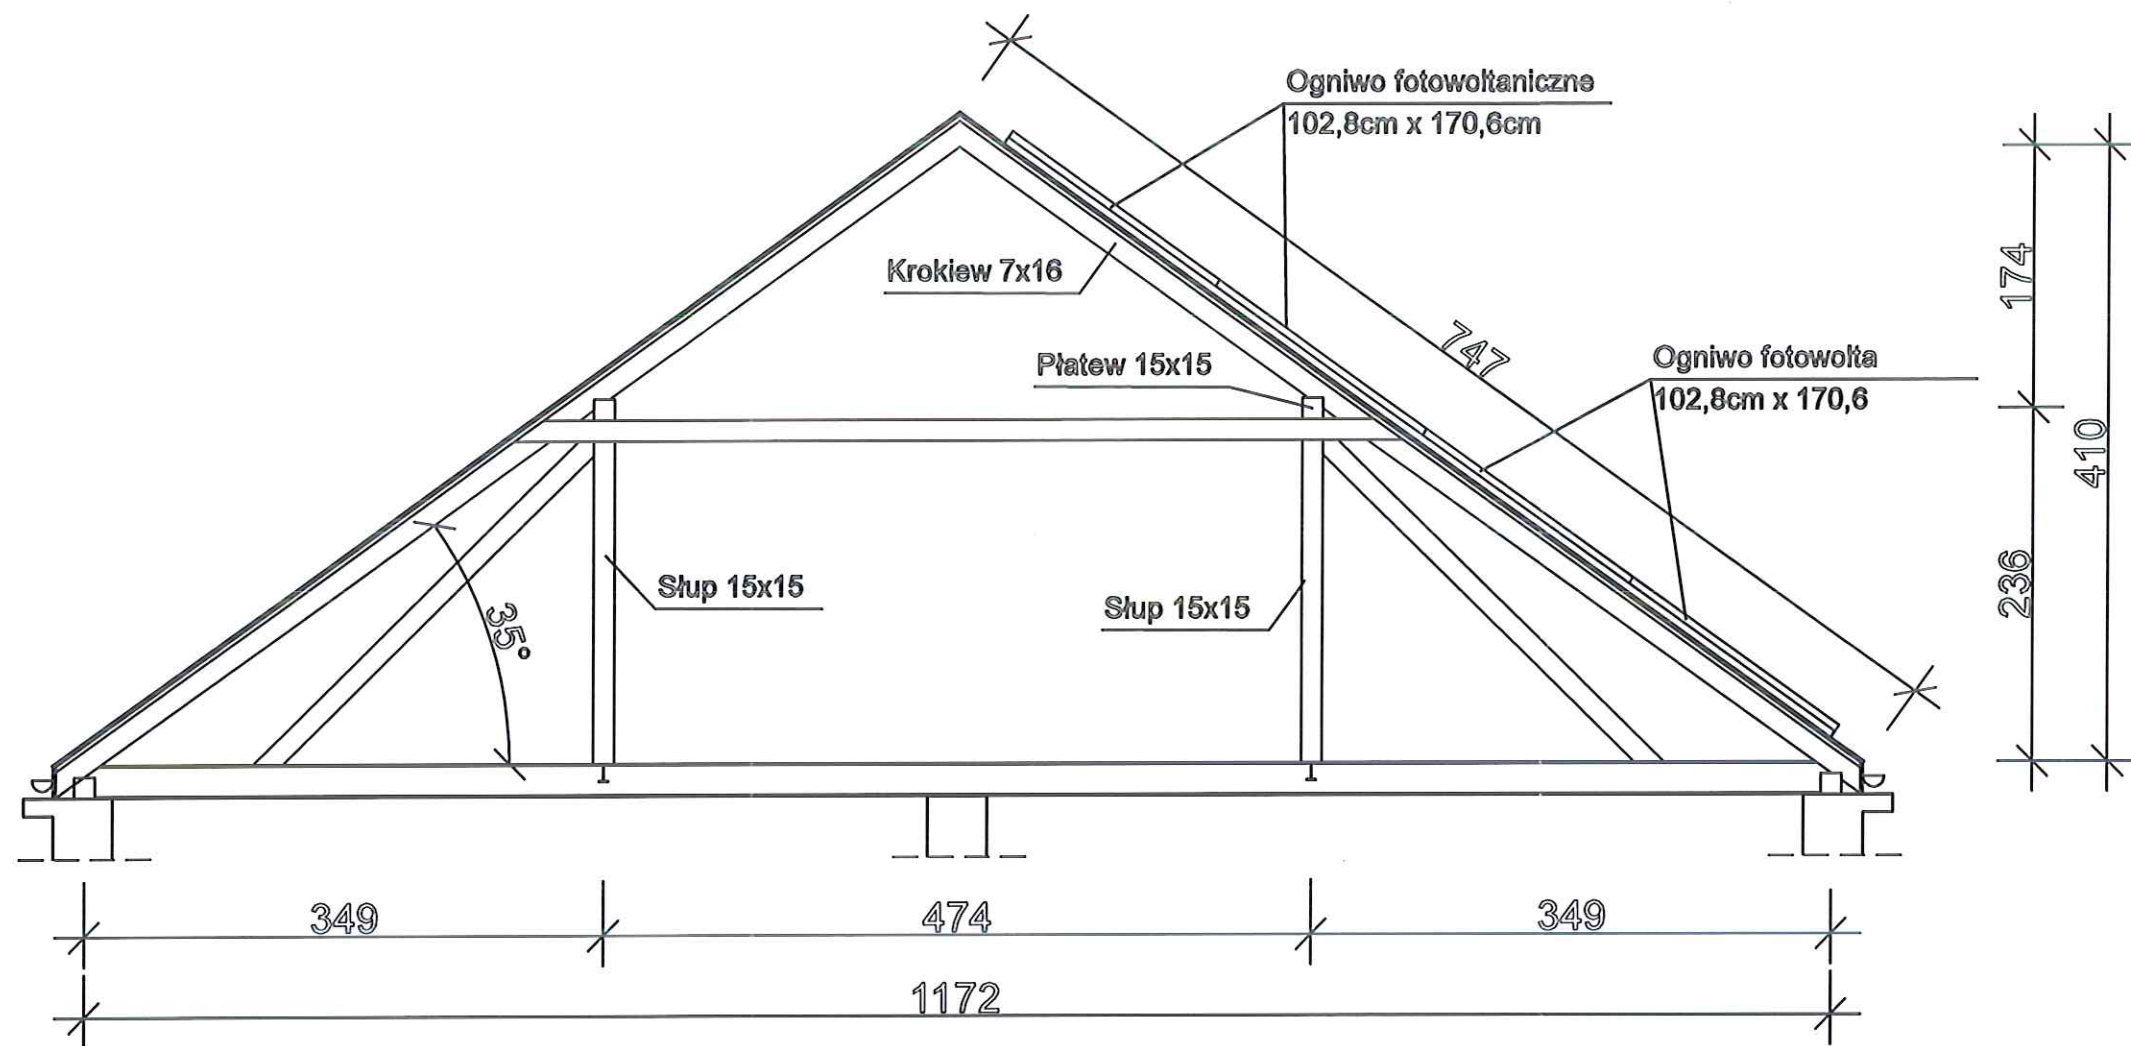 Ogniwo fotowoltaniczne
102,8cm x 170,6cm
Krokiew 7x16
174
747
Płatew 15x15
Ogniwo fotowolta
102,8cm x 170,6
410
236
Słup 15x15
Słup 15x15
35°
349
474
349
1172